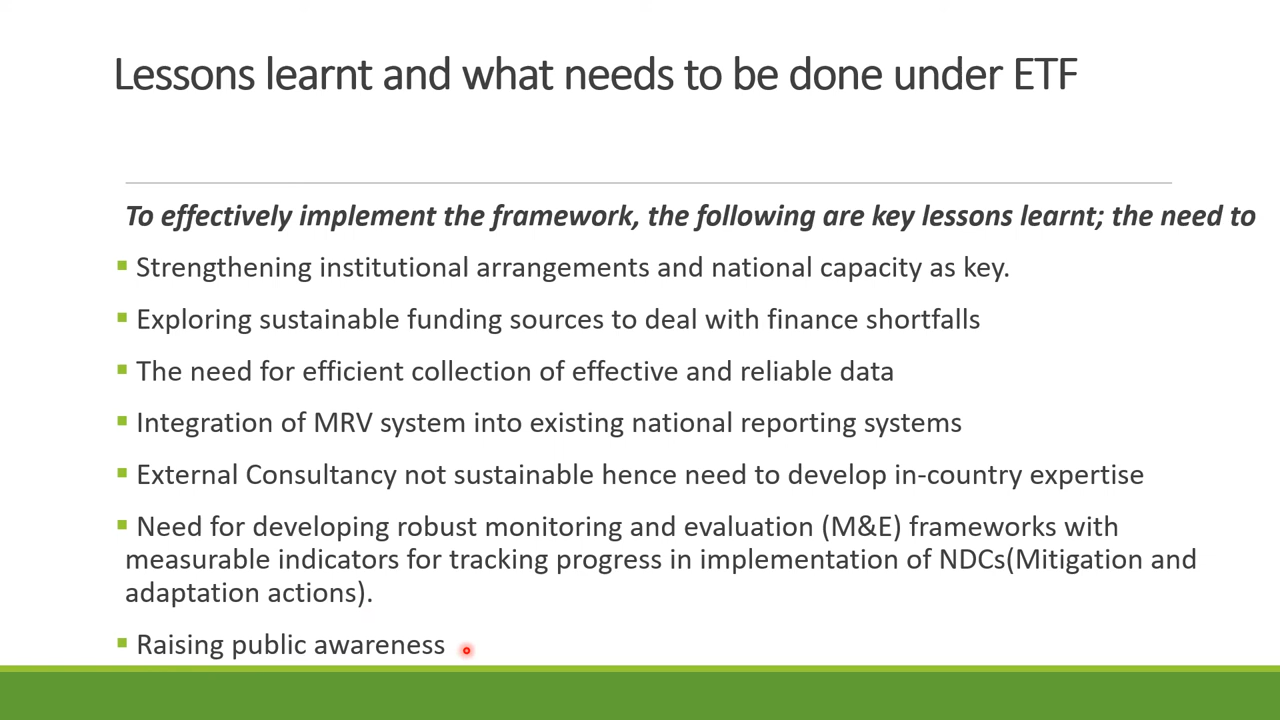 Lessons learnt and what needs to be done under ETF
To effectively implement the framework, the following are key lessons learnt; the need to
▪ Strengthening institutional arrangements and national capacity as key.
▪ Exploring sustainable funding sources to deal with finance shortfalls
▪ The need for efficient collection of effective and reliable data
▪ Integration of MRV system into existing national reporting systems
▪ External Consultancy not sustainable hence need to develop in-country expertise
▪ Need for developing robust monitoring and evaluation (M&E) frameworks with
measurable indicators for tracking progress in implementation of NDCs(Mitigation and
adaptation actions).
▪ Raising public awareness